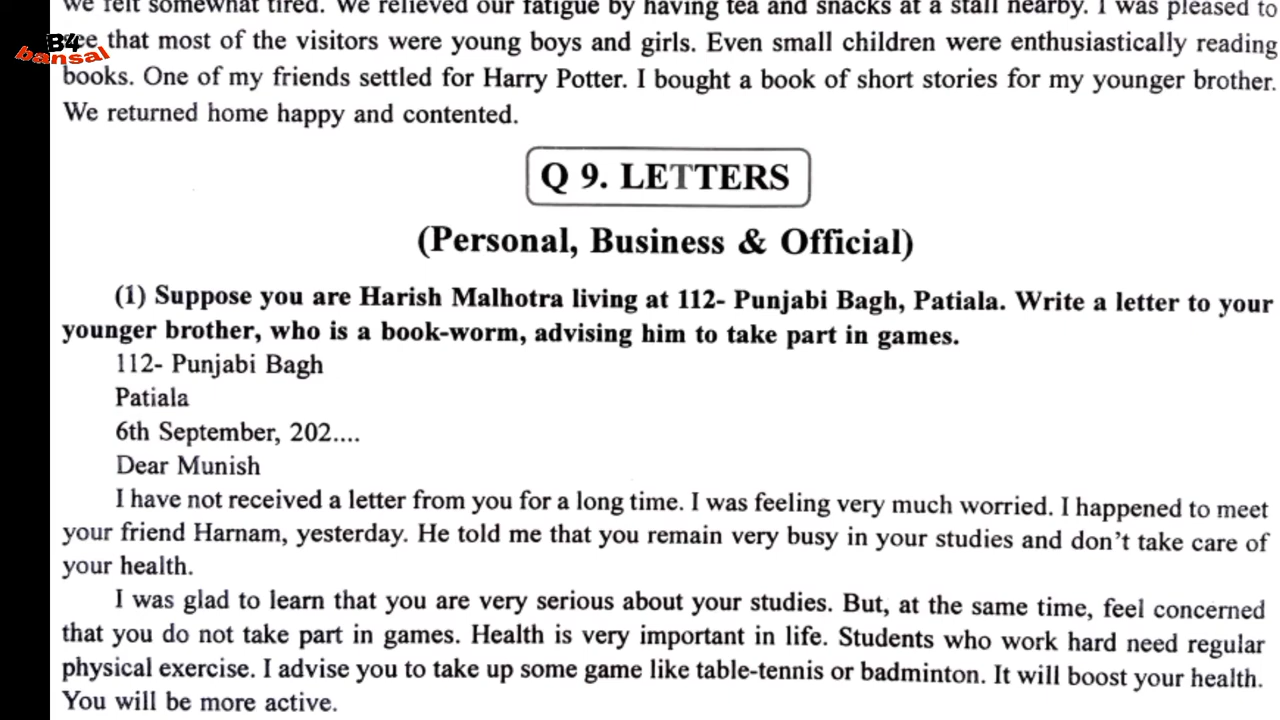 we felt somewhat tired. We relieved our fatigue by having tea and snacks at a stall nearby. I was pleased to
see that most of the visitors were young boys and girls. Even small children were enthusiastically reading
books. One of my friends settled for Harry Potter. I bought a book of short stories for my younger brother.
We returned home happy and contented.
B4
bansal
Q 9. LETTERS
(Personal, Business & Official)
(1) Suppose you are Harish Malhotra living at 112- Punjabi Bagh, Patiala. Write a letter to your
younger brother, who is a book-worm, advising him to take part in games.
112- Punjabi Bagh
Patiala
6th September, 202....
Dear Munish
I have not received a letter from you for a long time. I was feeling very much worried. I happened to meet
your friend Harnam, yesterday. He told me that you remain very busy in your studies and don't take care of
your health.
I was glad to learn that you are very serious about your studies. But, at the same time, feel concerned
that you do not take part in games. Health is very important in life. Students who work hard need regular
physical exercise. I advise you to take up some game like table-tennis or badminton. It will boost your health.
You will be more active.